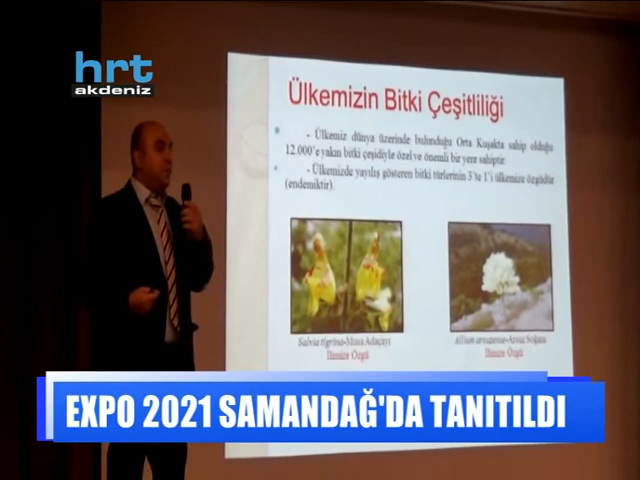 hrt
akdeniz
Ülkemizin Bitki Çeşitliliği
- Ülkemiz dünya üzerinde bulunduğu Orta Kuşakta sahip olduğu
12.000'e yakın bitki çeşidiyle özel ve önemli bir yere sahiptir.
- Ülkemizde yayılış gösteren bitki türlerinin 3'te 1'i ülkemize özgüdür
(endemiktir).
Salvia tigrina-Musa Adaçayı
İlimize Özgü
Allium
Soğanı
İlimize Özgü
EXPO 2021 SAMANDAĞ'DA TANITILDI